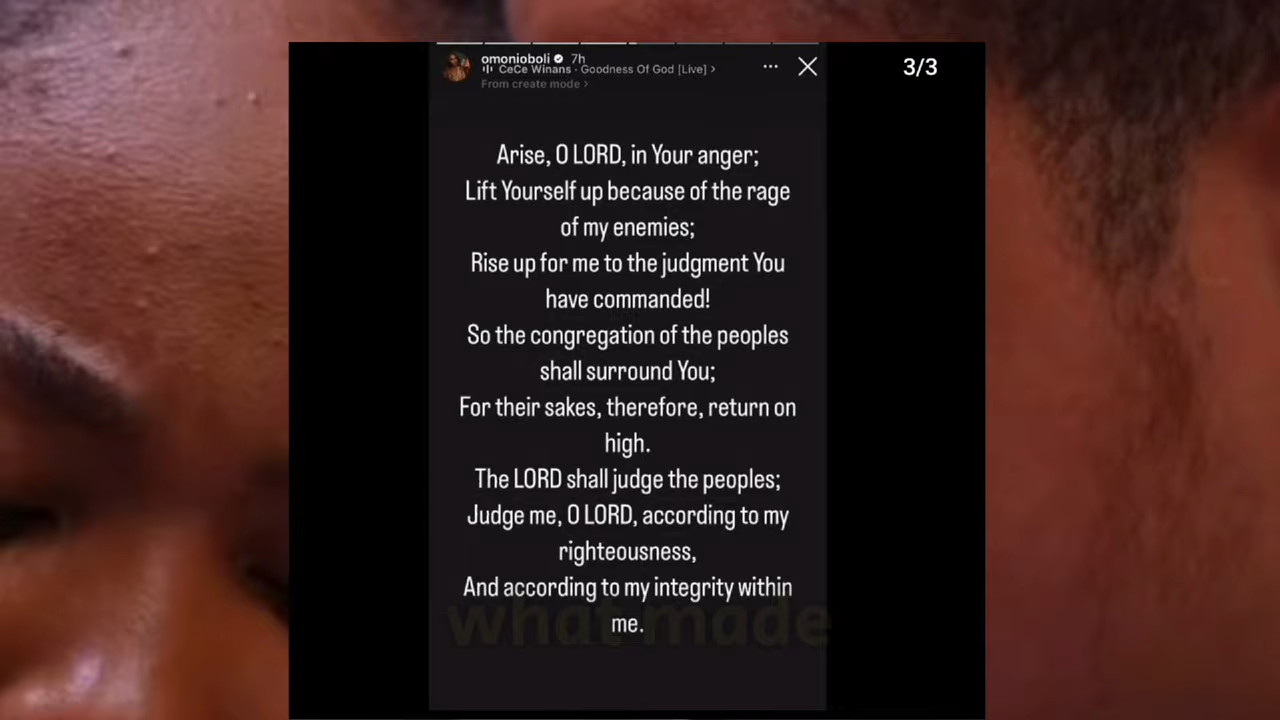 omonioboli 7h
CeCe Winans · Goodness Of God [Live] >
From create mode >
3/3
Arise, O LORD, in Your anger;
Lift Yourself up because of the rage
of my enemies;
Rise up for me to the judgment You
have commanded!
So the congregation of the peoples
shall surround You;
For their sakes, therefore, return on
high.
The LORD shall judge the peoples;
Judge me, O LORD, according to my
righteousness,
And according to my integrity within
me.
what made